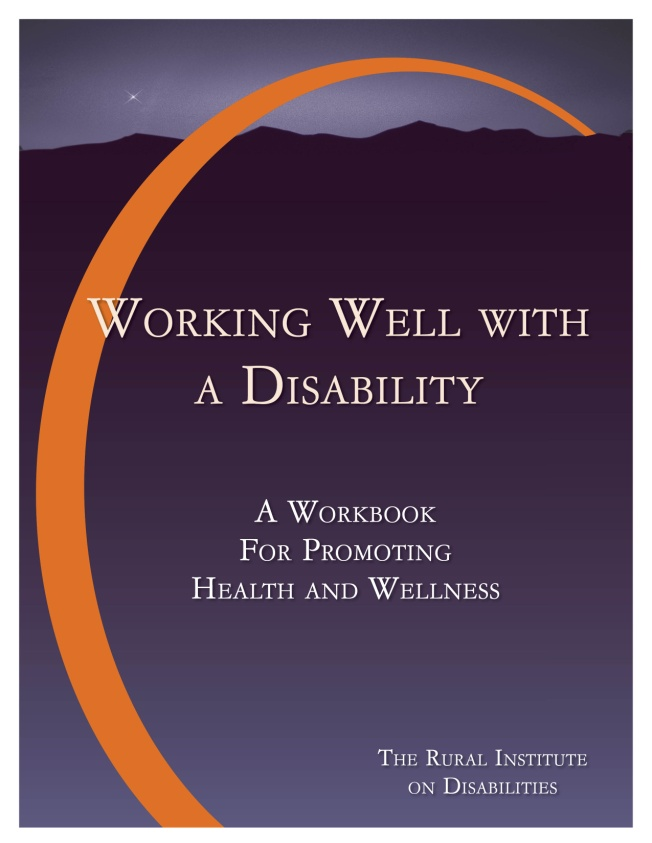 Working Well with
a Disability
A Workbook
For Promoting
Health and Wellness
The Rural Institute
on Disabilities